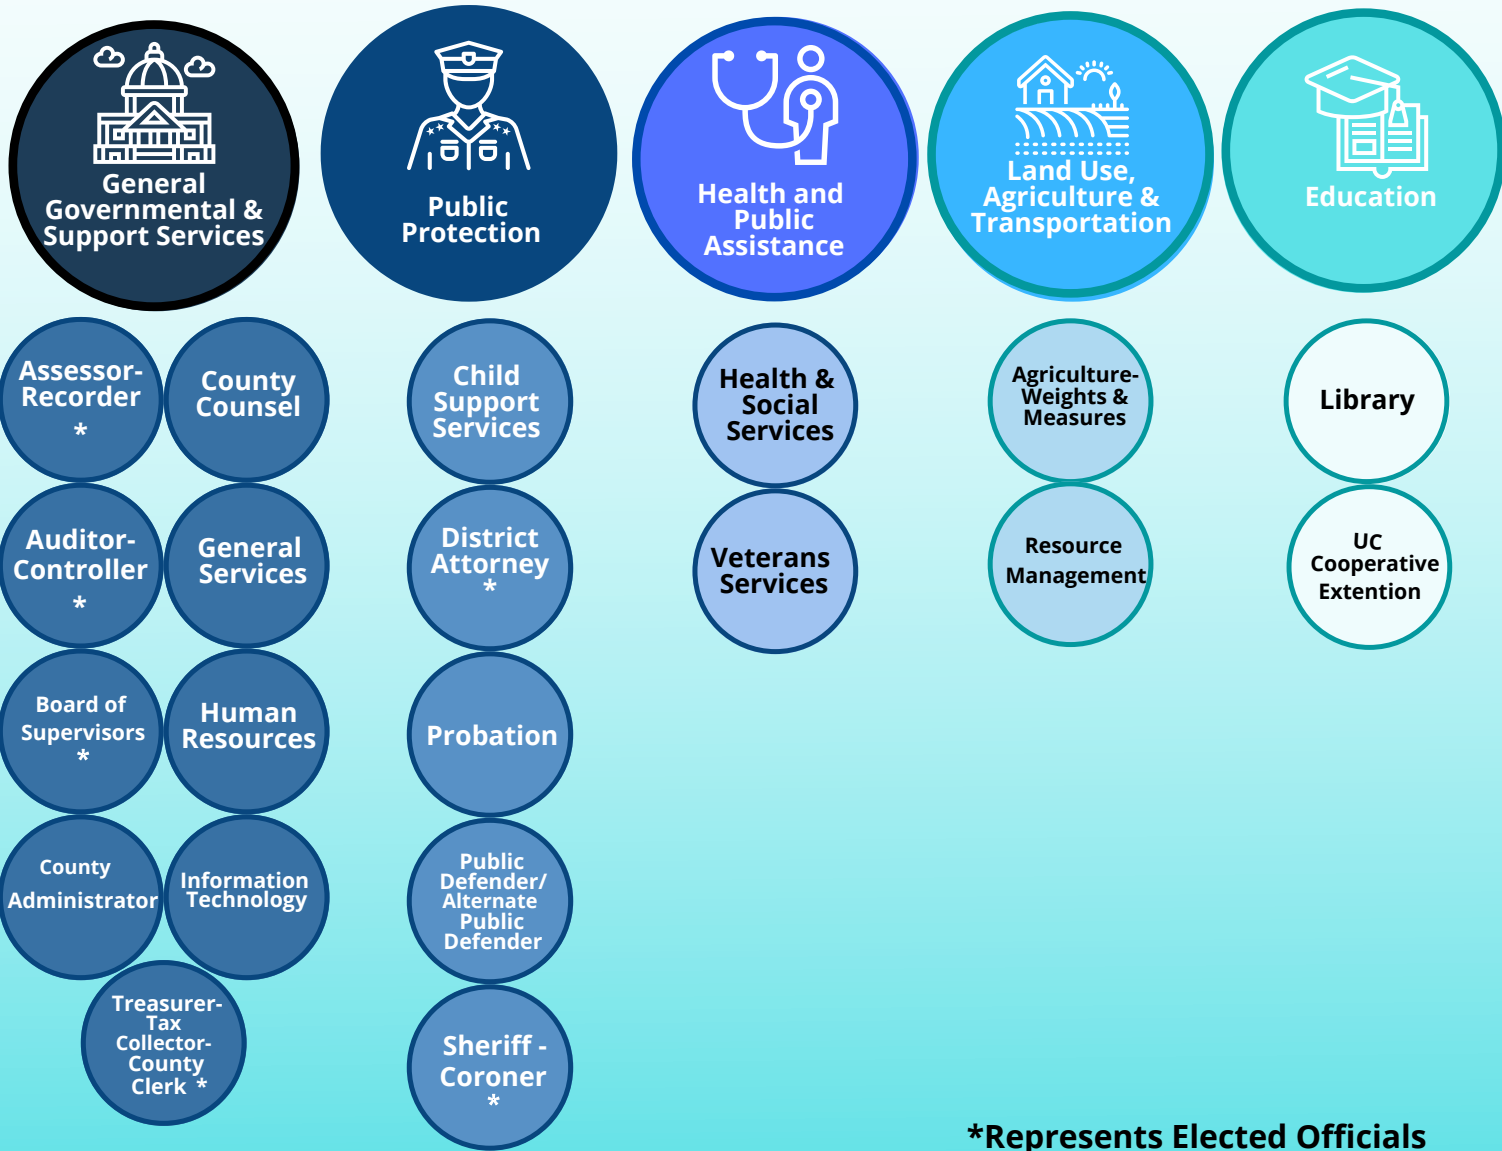 General
Governmental &
Support Services
Public
Protection
Health and
Public
Assistance
Land Use,
Agriculture &
Transportation
Education
Assessor-
Recorder
*
County
Counsel
Auditor-
Controller
*
General
Services
Board of
Supervisors
*
Human
Resources
County
Administrator
Information
Technology
Treasurer-
Tax
Collector-
County
Clerk *
Child
Support
Services
District
Attorney
*
Probation
Public
Defender/
Alternate
Public
Defender
Sheriff -
Coroner
*
Health &
Social
Services
Veterans
Services
Agriculture-
Weights &
Measures
Resource
Management
Library
UC
Cooperative
Extention
*Represents Elected Officials